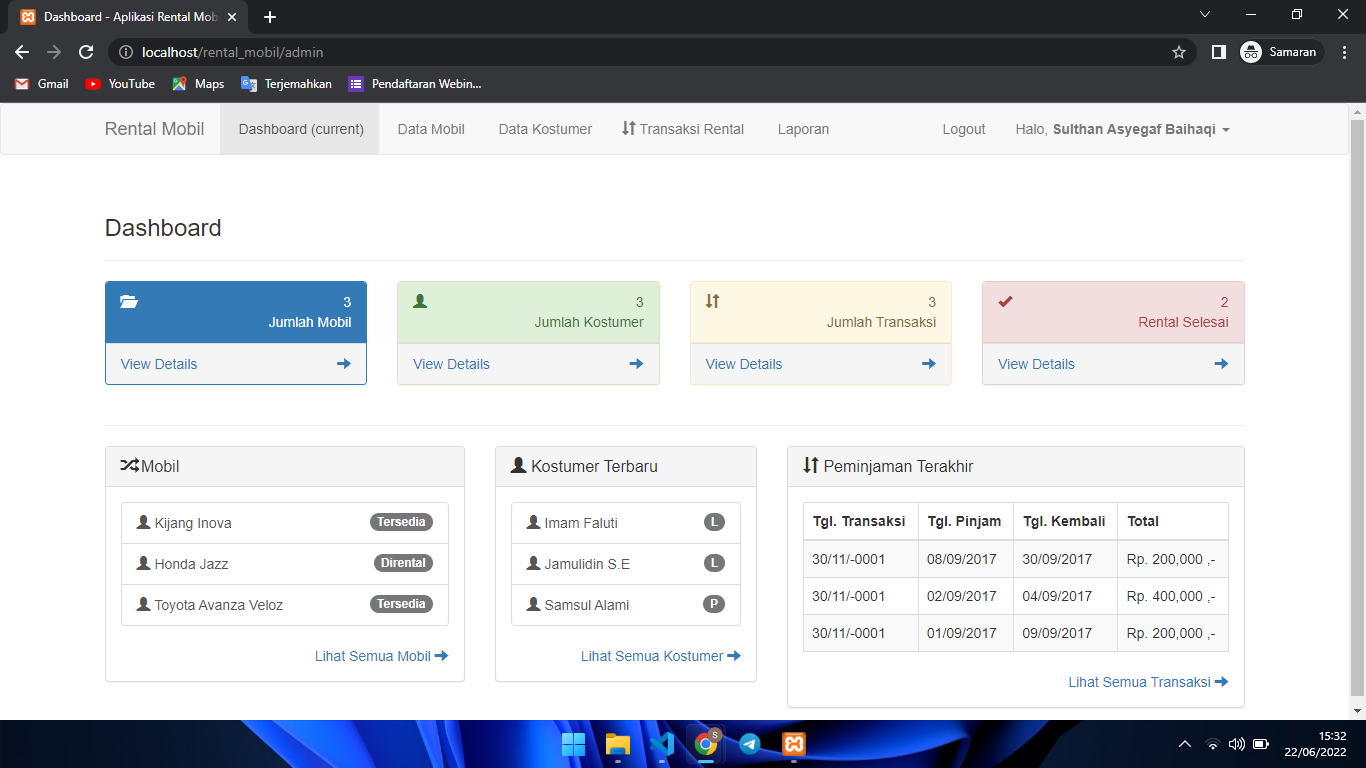 Dashboard - Aplikasi Rental Mob
localhost/rental_mobil/admin
Samaran
Gmail YouTube Maps Terjemahkan Pendaftaran Webin...
Rental Mobil Dashboard (current) Data Mobil Data Kostumer Transaksi Rental Laporan Logout Halo, Sulthan Asyegaf Baihaqi
Dashboard
3
Jumlah Mobil
View Details
3
Jumlah Kostumer
View Details
3
Jumlah Transaksi
View Details
2
Rental Selesai
View Details
Mobil
Kijang Inova Tersedia
Honda Jazz Dirental
Toyota Avanza Veloz Tersedia
Lihat Semua Mobil
Kostumer Terbaru
Imam Faluti L
Jamulidin S.E L
Samsul Alami P
Lihat Semua Kostumer
Peminjaman Terakhir
Tgl. Transaksi Tgl. Pinjam Tgl. Kembali Total
30/11/-0001 08/09/2017 30/09/2017 Rp. 200,000 ,-
30/11/-0001 02/09/2017 04/09/2017 Rp. 400,000 ,-
30/11/-0001 01/09/2017 09/09/2017 Rp. 200,000 ,-
Lihat Semua Transaksi
S
15:32
22/06/2022